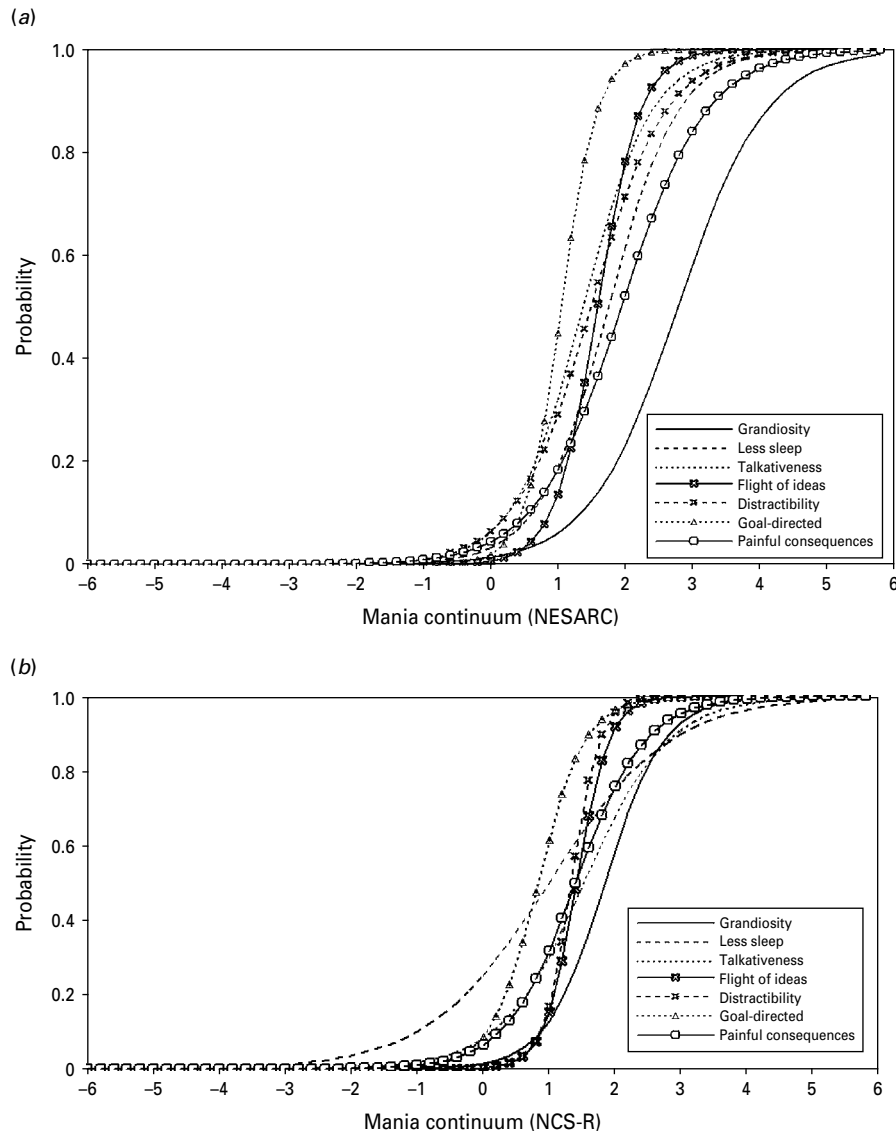 (a)
1.0
0.8
0.6
0.4
0.2
0
Probability
Grandiosity
Less sleep
Talkativeness
Flight of ideas
Distractibility
Goal-directed
Painful consequences
−6 −5 −4 −3 −2 −1 0 1 2 3 4 5 6
Mania continuum (NESARC)
(b)
1.0
0.8
0.6
0.4
0.2
0
Probability
Grandiosity
Less sleep
Talkativeness
Flight of ideas
Distractibility
Goal-directed
Painful consequences
−6 −5 −4 −3 −2 −1 0 1 2 3 4 5 6
Mania continuum (NCS-R)